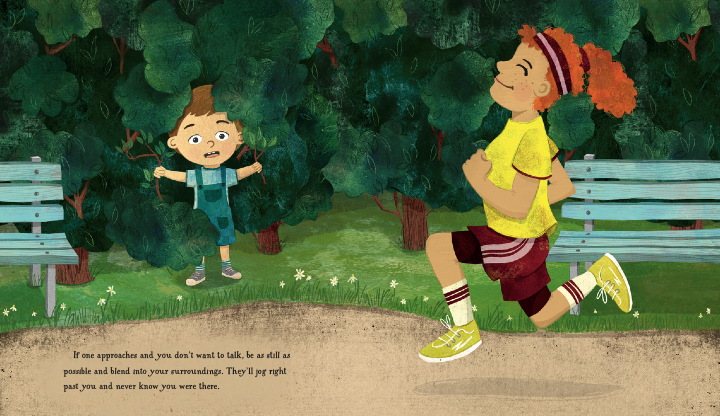 If one approaches and you don't want to talk, be as still as
possible and blend into your surroundings. They'll jog right
past you and never know you were there.